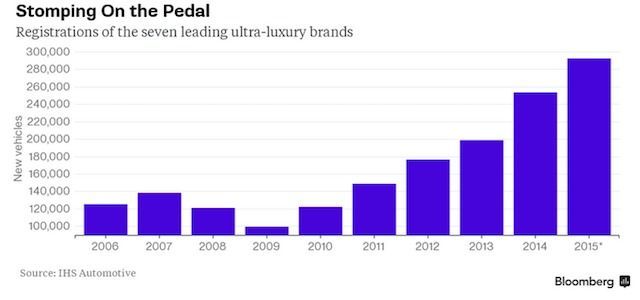 Stomping On the Pedal
Registrations of the seven leading ultra-luxury brands
300,000
280,000
260,000
240,000
220,000
200,000
180,000
160,000
140,000
120,000
100,000
New vehicles
2006 2007 2008 2009 2010 2011 2012 2013 2014 2015*
Source: IHS Automotive
Bloomberg